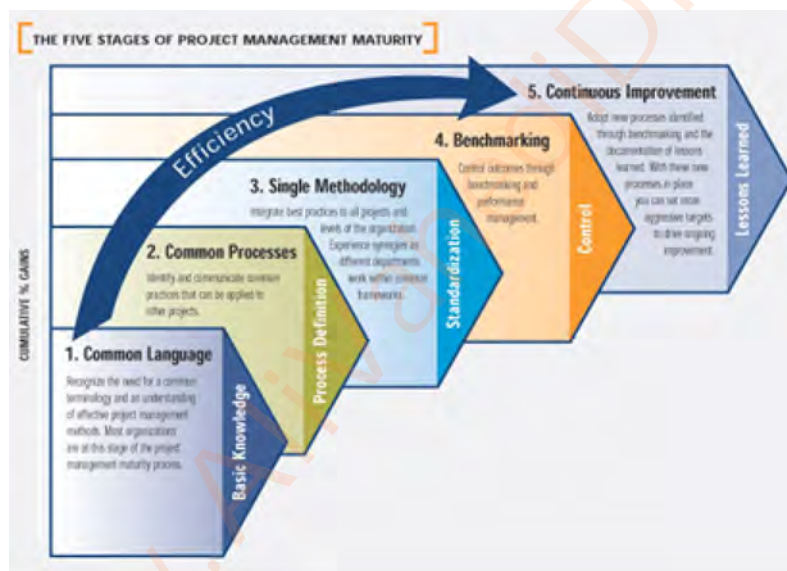 THE FIVE STAGES OF PROJECT MANAGEMENT MATURITY
5. Continuous Improvement
Adopt new processes identified
through benchmarking and the
documentation of lessons
learned. With these new
processes in place
you can set more
aggressive targets
to drive ongoing
improvement.
Lessons Learned
Efficiency
4. Benchmarking
Control outcomes through
benchmarking and
performance
management.
Control
3. Single Methodology
Integrate best practices to all projects and
levels of the organization.
Experience synergies as
different departments
work within common
frameworks.
Standardization
2. Common Processes
Identify and communicate common
practices that can be applied to
other projects.
Process Definition
1. Common Language
Recognize the need for a common
terminology and an understanding
of effective project management
methods. Most organizations
are at this stage of the project
management maturity process.
Basic Knowledge
CUMULATIVE % GAINS